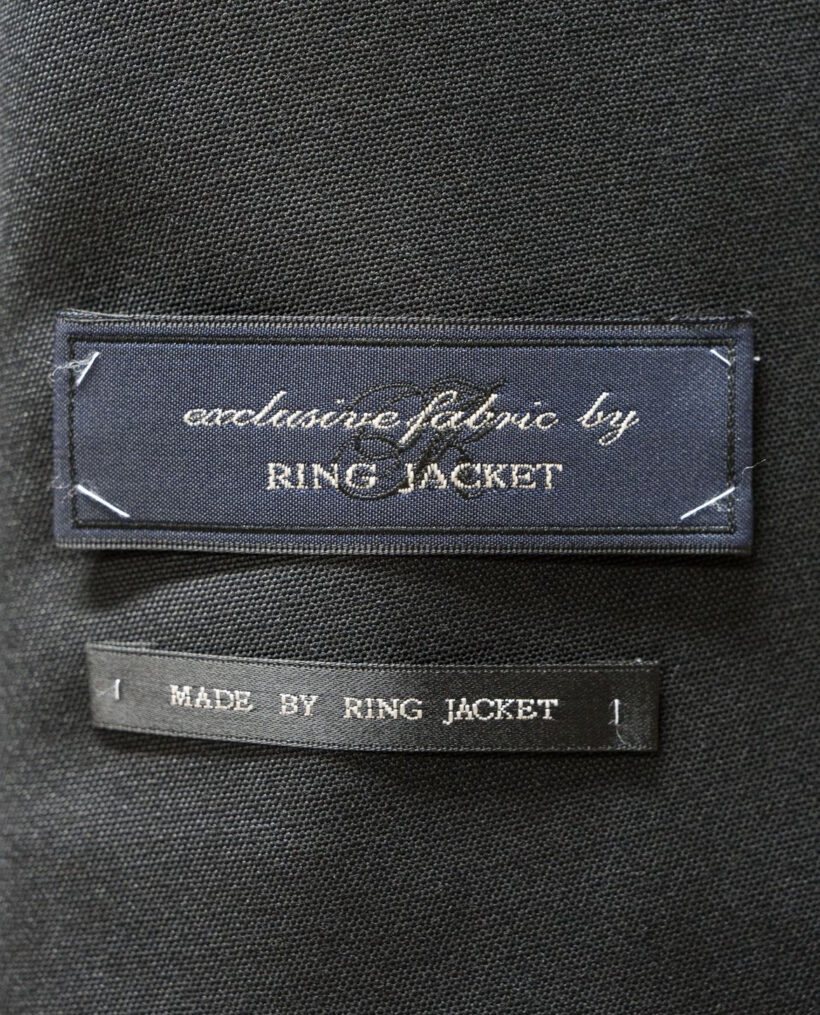 exclusive fabric by
RING JACKET
MADE BY RING JACKET